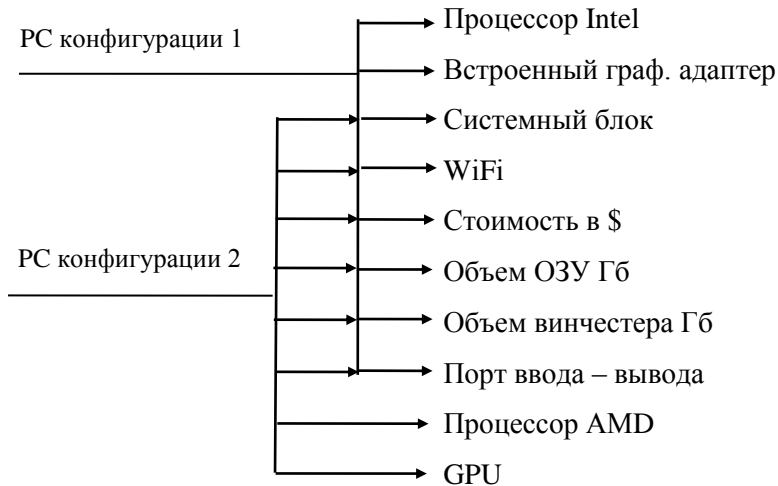 PC конфигурации 1
Процессор Intel
Встроенный граф. адаптер
Системный блок
WiFi
Стоимость в $
PC конфигурации 2
Объем ОЗУ Гб
Объем винчестера Гб
Порт ввода – вывода
Процессор AMD
GPU